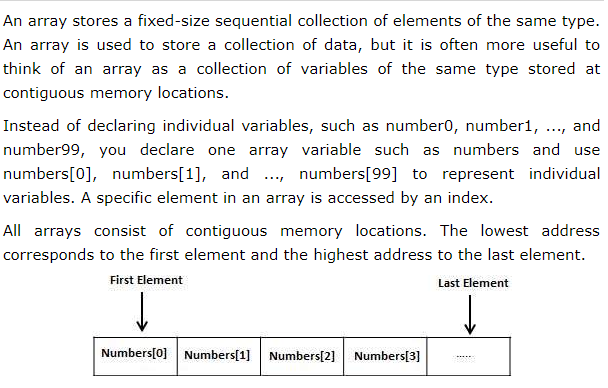 An array stores a fixed-size sequential collection of elements of the same type.
An array is used to store a collection of data, but it is often more useful to
think of an array as a collection of variables of the same type stored at
contiguous memory locations.
Instead of declaring individual variables, such as number0, number1, ..., and
number99, you declare one array variable such as numbers and use
numbers[0], numbers[1], and ..., numbers[99] to represent individual
variables. A specific element in an array is accessed by an index.
All arrays consist of contiguous memory locations. The lowest address
corresponds to the first element and the highest address to the last element.
First Element Last Element
Numbers[0] Numbers[1] Numbers[2] Numbers[3] .....